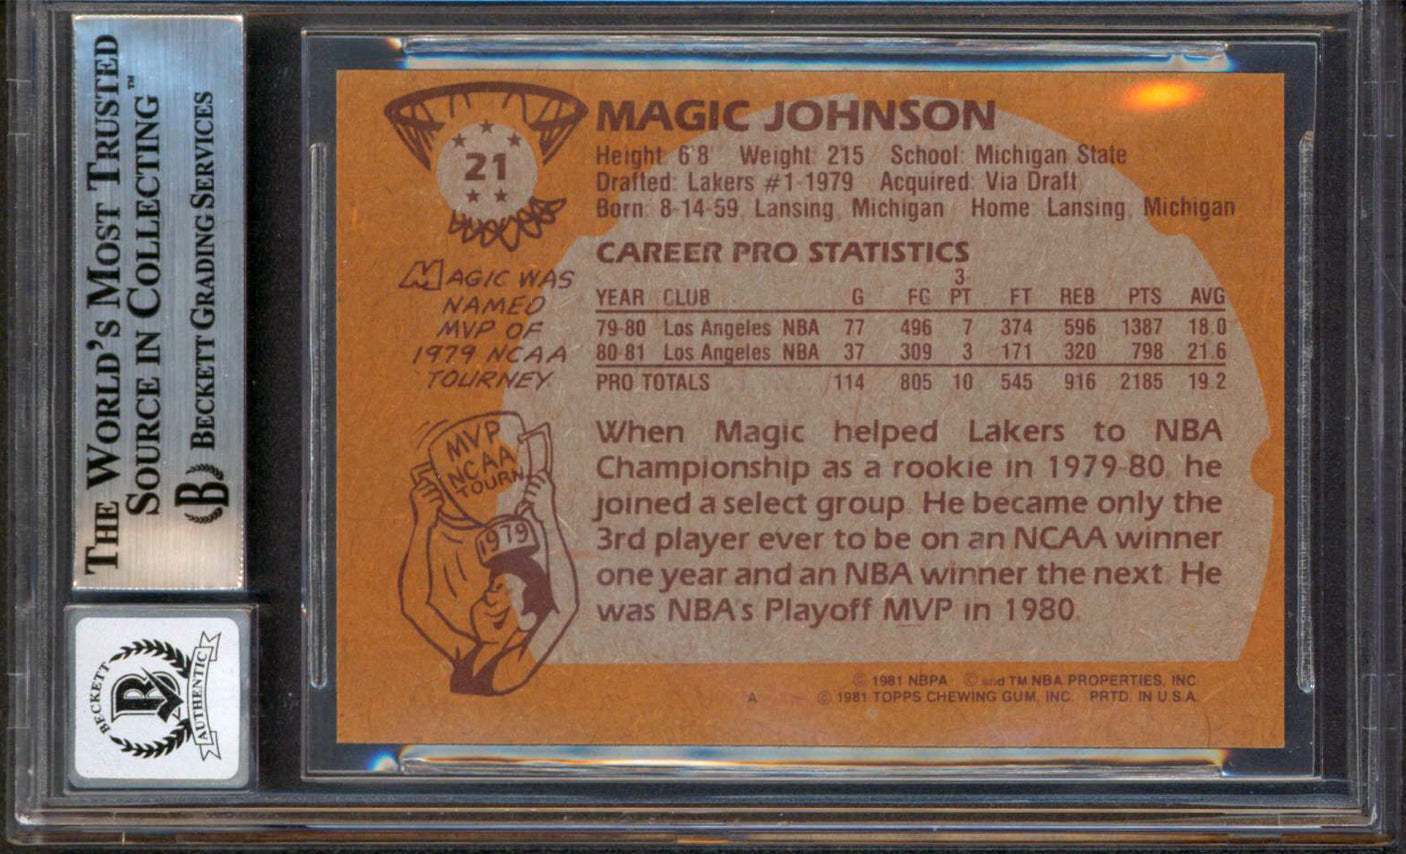 THE WORLD'S MOST TRUSTED
SOURCE IN COLLECTING™
BECKETT GRADING SERVICES
B
BECKETT
B
AUTHENTIC
21
MAGIC JOHNSON
Height: 6'8 Weight: 215 School: Michigan State
Drafted: Lakers #1-1979 Acquired: Via Draft
Born: 8-14-59, Lansing, Michigan Home: Lansing, Michigan
MAGIC WAS
NAMED
MVP OF
1979 NCAA
TOURNEY.
MVP
NCAA
TOURN.
1979
CAREER PRO STATISTICS
YEAR CLUB G FG 3-PT FT REB PTS AVG
79-80 Los Angeles NBA 77 496 7 374 596 1387 18.0
80-81 Los Angeles NBA 37 309 3 171 320 798 21.6
PRO TOTALS 114 805 10 545 916 2185 19.2
When Magic helped Lakers to NBA
Championship as a rookie in 1979-80, he
joined a select group. He became only the
3rd player ever to be on an NCAA winner
one year and an NBA winner the next. He
was NBA's Playoff MVP in 1980.
© 1981 NBPA © and TM NBA PROPERTIES, INC
A © 1981 TOPPS CHEWING GUM, INC. PRTD. IN U.S.A.